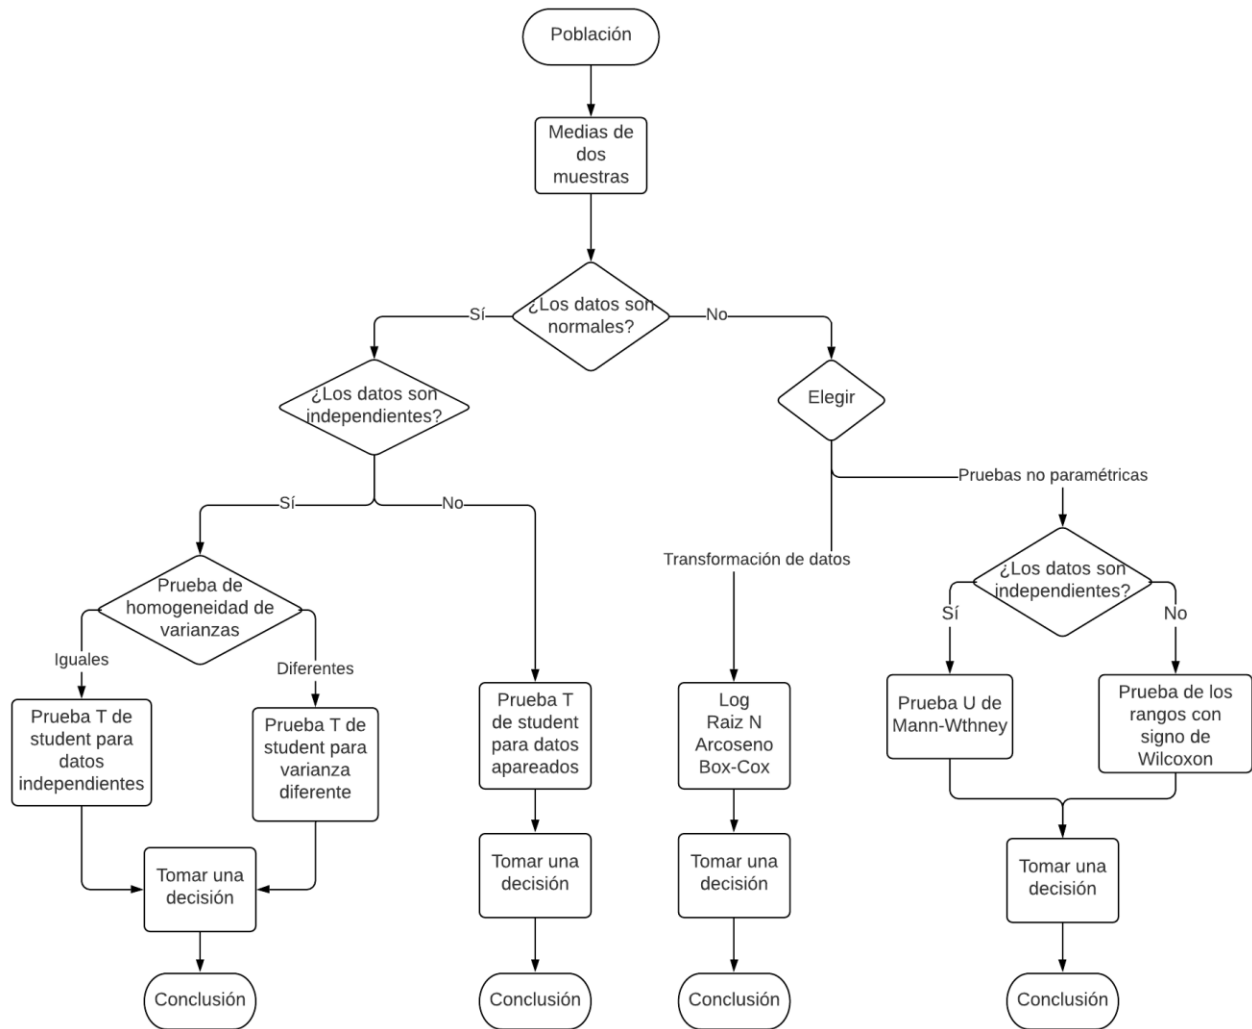 Población
Medias de
dos
muestras
¿Los datos son
normales?
Sí
No
¿Los datos son
independientes?
Elegir
Sí
No
Pruebas no paramétricas
Transformación de datos
Prueba de
homogeneidad de
varianzas
¿Los datos son
independientes?
Iguales
Diferentes
Sí
No
Prueba T de
student para
datos
independientes
Prueba T de
student para
varianza
diferente
Prueba T
de student
para datos
apareados
Log
Raiz N
Arcoseno
Box-Cox
Prueba U de
Mann-Wthney
Prueba de los
rangos con
signo de
Wilcoxon
Tomar una
decisión
Tomar una
decisión
Tomar una
decisión
Tomar una
decisión
Conclusión
Conclusión
Conclusión
Conclusión